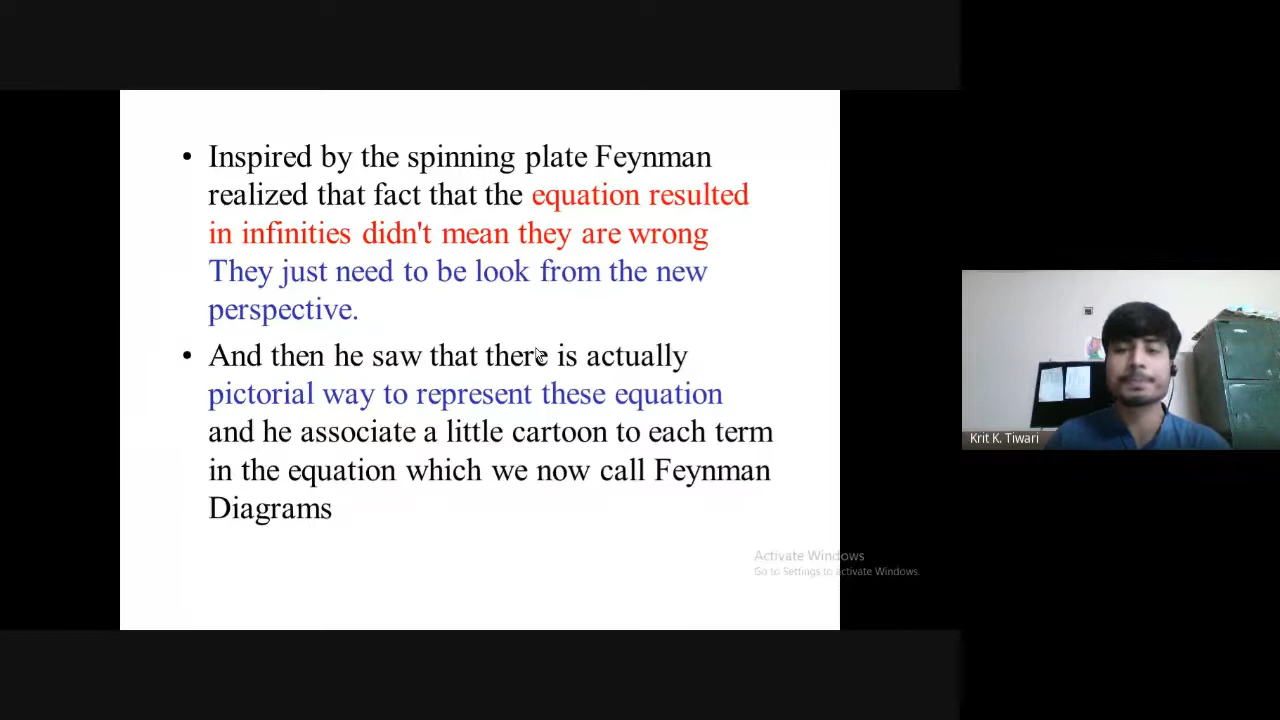 • Inspired by the spinning plate Feynman
realized that fact that the equation resulted
in infinities didn't mean they are wrong
They just need to be look from the new
perspective.
• And then he saw that there is actually
pictorial way to represent these equation
and he associate a little cartoon to each term
in the equation which we now call Feynman
Diagrams
Krit K. Tiwari
Activate Windows
Go to Settings to activate Windows.